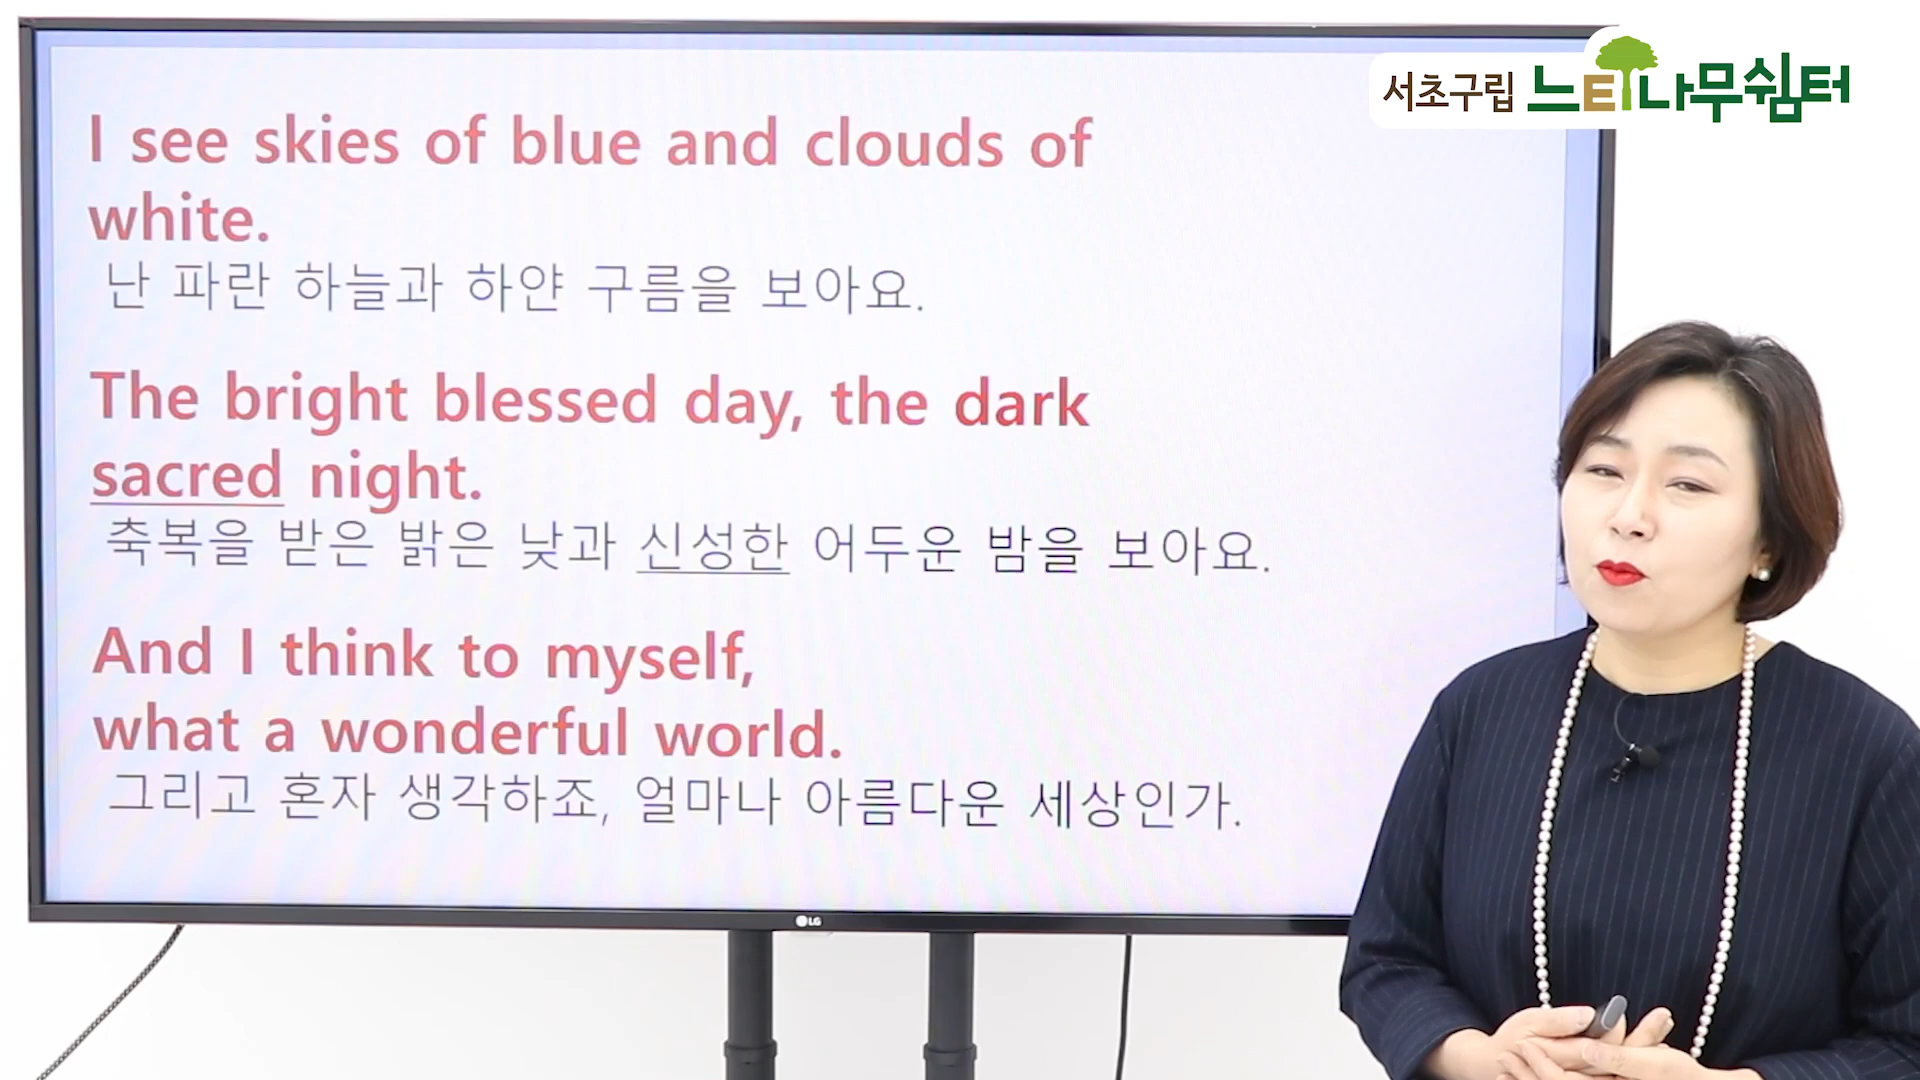 서초구립 느티나무쉼터
I see skies of blue and clouds of
white.
난 파란 하늘과 하얀 구름을 보아요.
The bright blessed day, the dark
sacred night.
축복을 받은 밝은 낮과 신성한 어두운 밤을 보아요.
And I think to myself,
what a wonderful world.
그리고 혼자 생각하죠, 얼마나 아름다운 세상인가.
LG